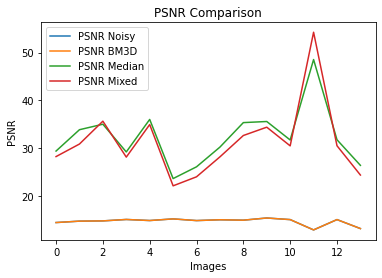 PSNR Comparison
PSNR Noisy
PSNR BM3D
PSNR Median
PSNR Mixed
PSNR
50
40
30
20
0 2 4 6 8 10 12
Images